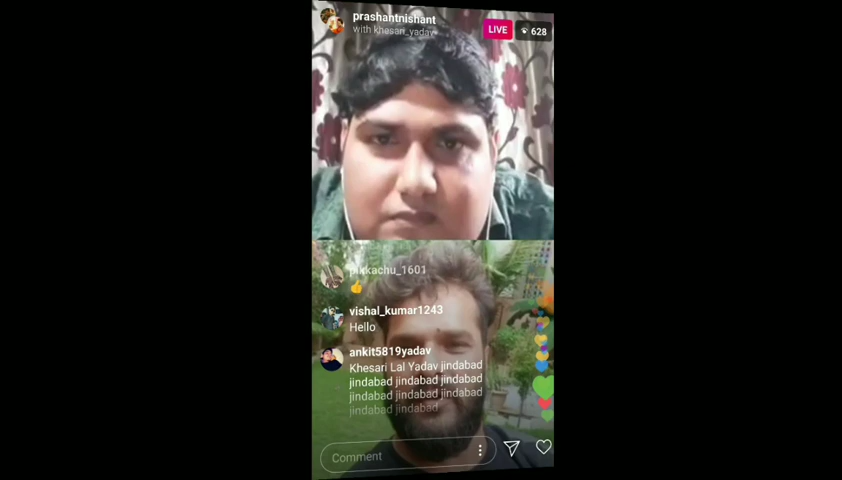 prashantnishant
with khesari_yadav
LIVE
628
pikkachu_1601
vishal_kumar1243
Hello
ankit5819yadav
Khesari Lal Yadav jindabad
jindabad jindabad jindabad
jindabad jindabad jindabad
jindabad jindabad
Comment